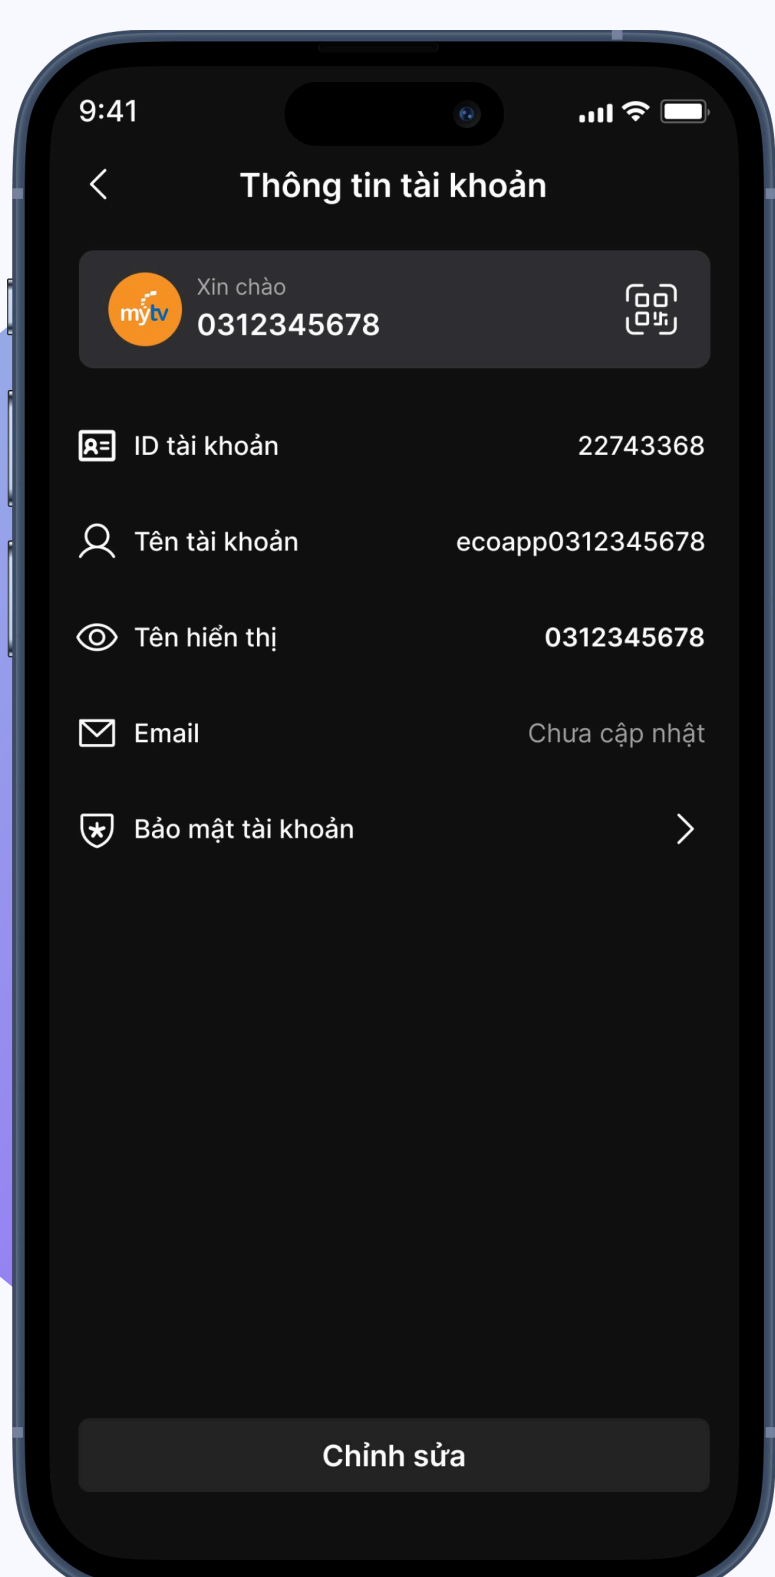 9:41
Thông tin tài khoản
mytv
Xin chào
0312345678
ID tài khoản
22743368
Tên tài khoản
ecoapp0312345678
Tên hiển thị
0312345678
Email
Chưa cập nhật
Bảo mật tài khoản
Chỉnh sửa